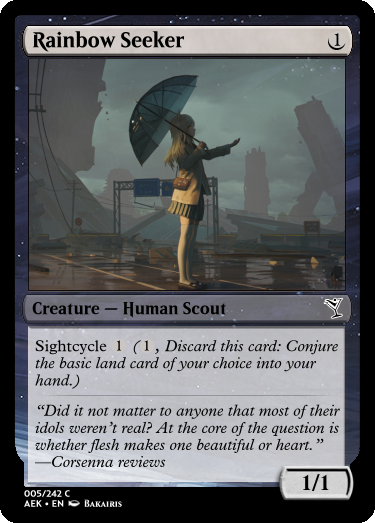 Rainbow Seeker 1
Creature — Human Scout
Sightcycle 1 (1, Discard this card: Conjure
the basic land card of your choice into your
hand.)
“Did it not matter to anyone that most of their
idols weren’t real? At the core of the question is
whether flesh makes one beautiful or heart.”
—Corsenna reviews
1/1
005/242 C
AEK • EN Bakairis